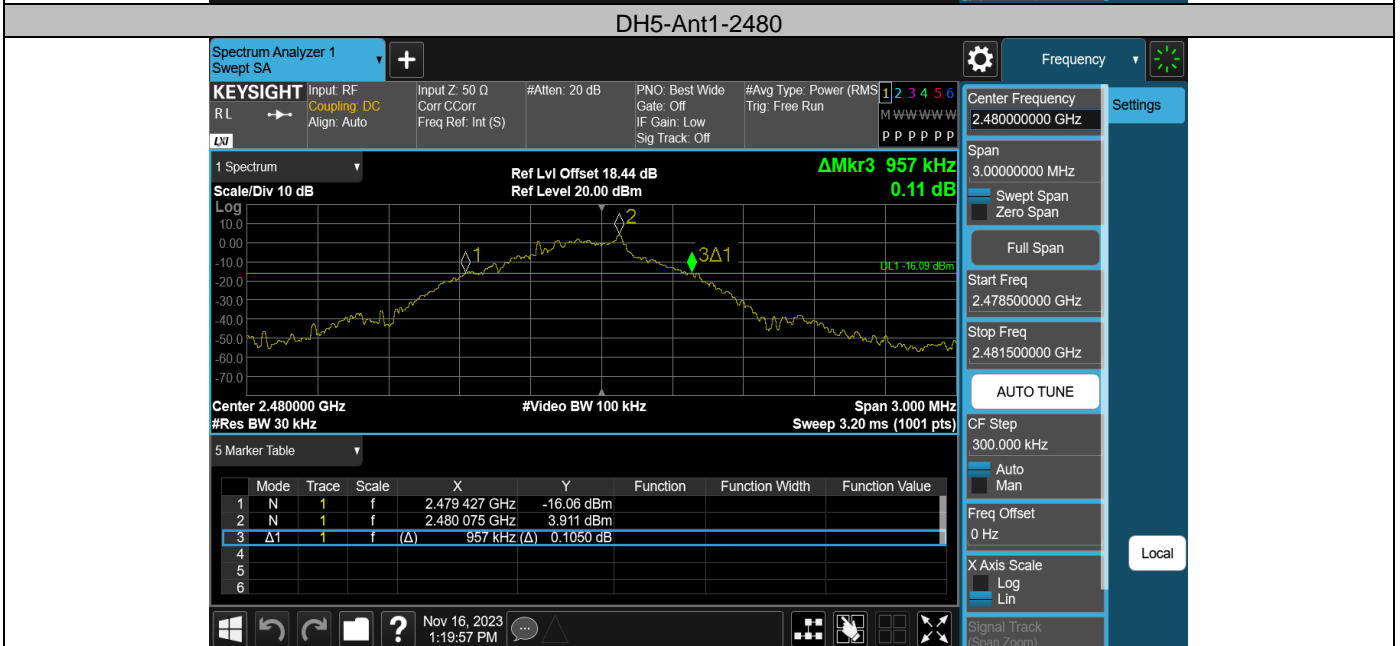 DH5-Ant1-2480
Spectrum Analyzer 1
Swept SA
Frequency
KEYSIGHT
RL
LXI
Input: RF
Coupling: DC
Align: Auto
Input Z: 50 Ω
Corr CCorr
Freq Ref: Int (S)
#Atten: 20 dB
PNO: Best Wide
Gate: Off
IF Gain: Low
Sig Track: Off
#Avg Type: Power (RMS
Trig: Free Run
1 2 3 4 5 6
M W W W W W
P P P P P P
Settings
Center Frequency
2.480000000 GHz
Span
3.00000000 MHz
Swept Span
Zero Span
Full Span
Start Freq
2.478500000 GHz
Stop Freq
2.481500000 GHz
AUTO TUNE
CF Step
300.000 kHz
Auto
Man
Freq Offset
0 Hz
X Axis Scale
Log
Lin
Signal Track
(Span Zoom)
Local
1 Spectrum
Scale/Div 10 dB
Ref Lvl Offset 18.44 dB
Ref Level 20.00 dBm
ΔMkr3 957 kHz
0.11 dB
Log
10.0
0.00
-10.0
-20.0
-30.0
-40.0
-50.0
-60.0
-70.0
1
2
3Δ1
DL1 -16.09 dBm
Center 2.480000 GHz
#Video BW 100 kHz
Span 3.000 MHz
#Res BW 30 kHz
Sweep 3.20 ms (1001 pts)
5 Marker Table
Mode Trace Scale X Y Function Function Width Function Value
1 N 1 f 2.479 427 GHz -16.06 dBm
2 N 1 f 2.480 075 GHz 3.911 dBm
3 Δ1 1 f (Δ) 957 kHz (Δ) 0.1050 dB
4
5
6
Nov 16, 2023
1:19:57 PM